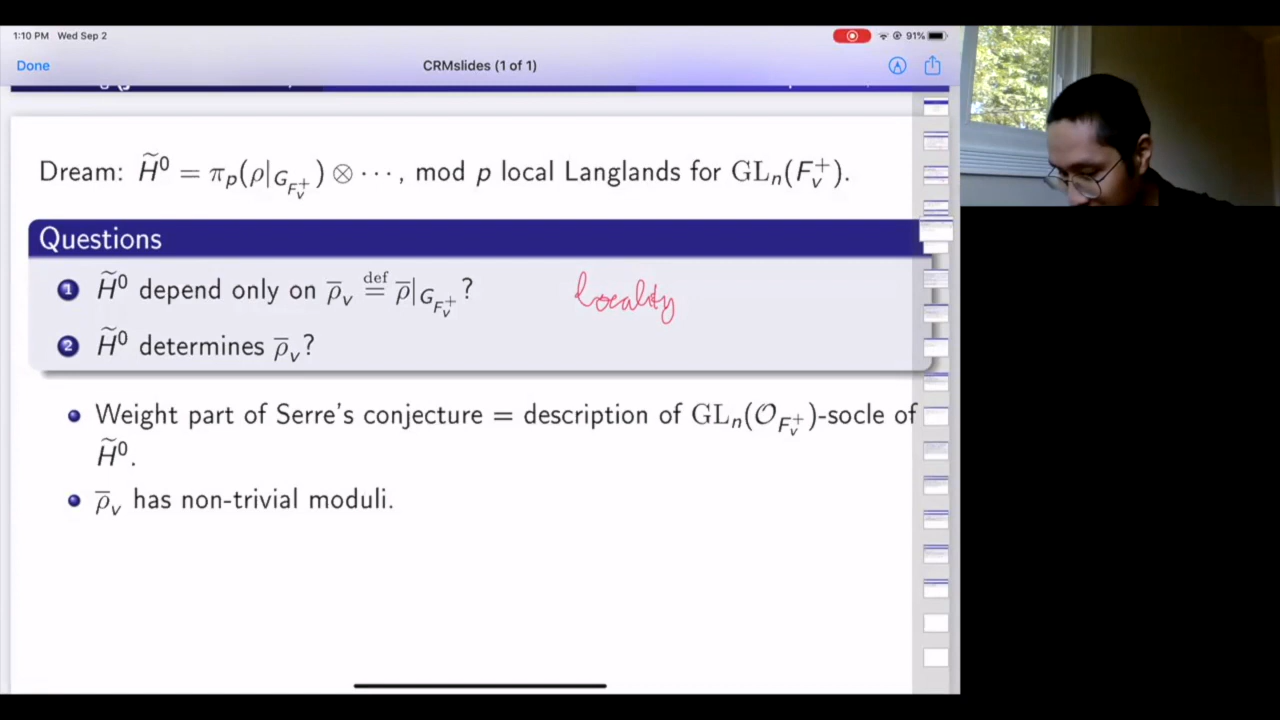 1:10 PM Wed Sep 2 91%
Done CRMslides (1 of 1)
Dream: H̃⁰ = π_p(ρ|_{G_{F_v^+}}) ⊗ ⋯, mod p local Langlands for GL_n(F_v^+).
Questions
1 H̃⁰ depend only on ρ̄_v =^{def} ρ̄|_{G_{F_v^+}}? locality
2 H̃⁰ determines ρ̄_v?
• Weight part of Serre's conjecture = description of GL_n(𝒪_{F_v^+})-socle of
H̃⁰.
• ρ̄_v has non-trivial moduli.